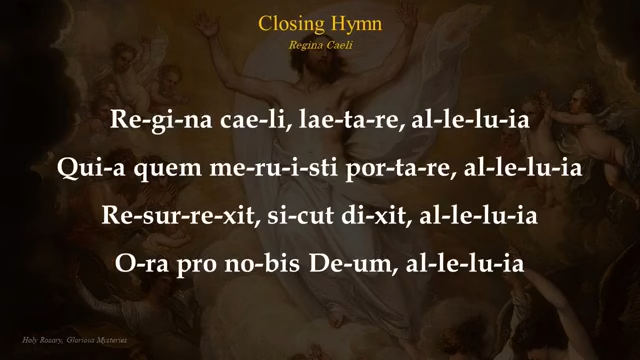 Closing Hymn
Regina Caeli
Re-gi-na cae-li, lae-ta-re, al-le-lu-ia
Qui-a quem me-ru-i-sti por-ta-re, al-le-lu-ia
Re-sur-re-xit, si-cut di-xit, al-le-lu-ia
O-ra pro no-bis De-um, al-le-lu-ia
Holy Rosary, Glorious Mysteries